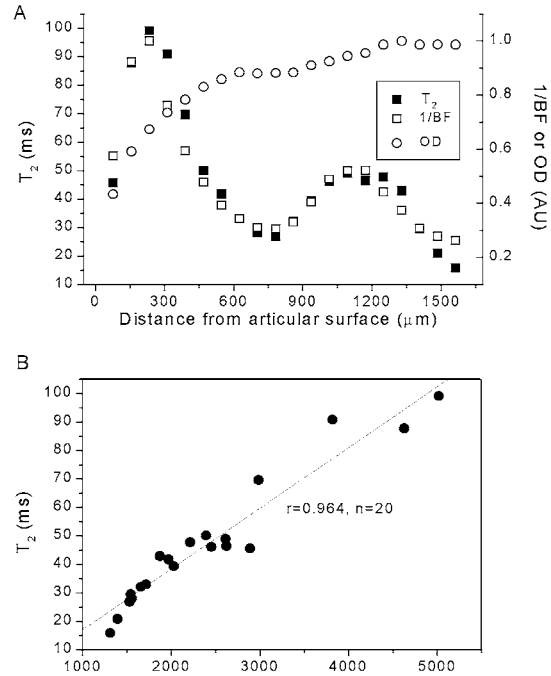 A
100
90
80
70
60
50
40
30
20
10
T2 (ms)
1.0
0.8
0.6
0.4
0.2
1/BF or OD (AU)
T2
1/BF
OD
0 300 600 900 1200 1500
Distance from articular surface (μm)
B
100
90
80
70
60
50
40
30
20
10
T2 (ms)
r=0.964, n=20
1000 2000 3000 4000 5000